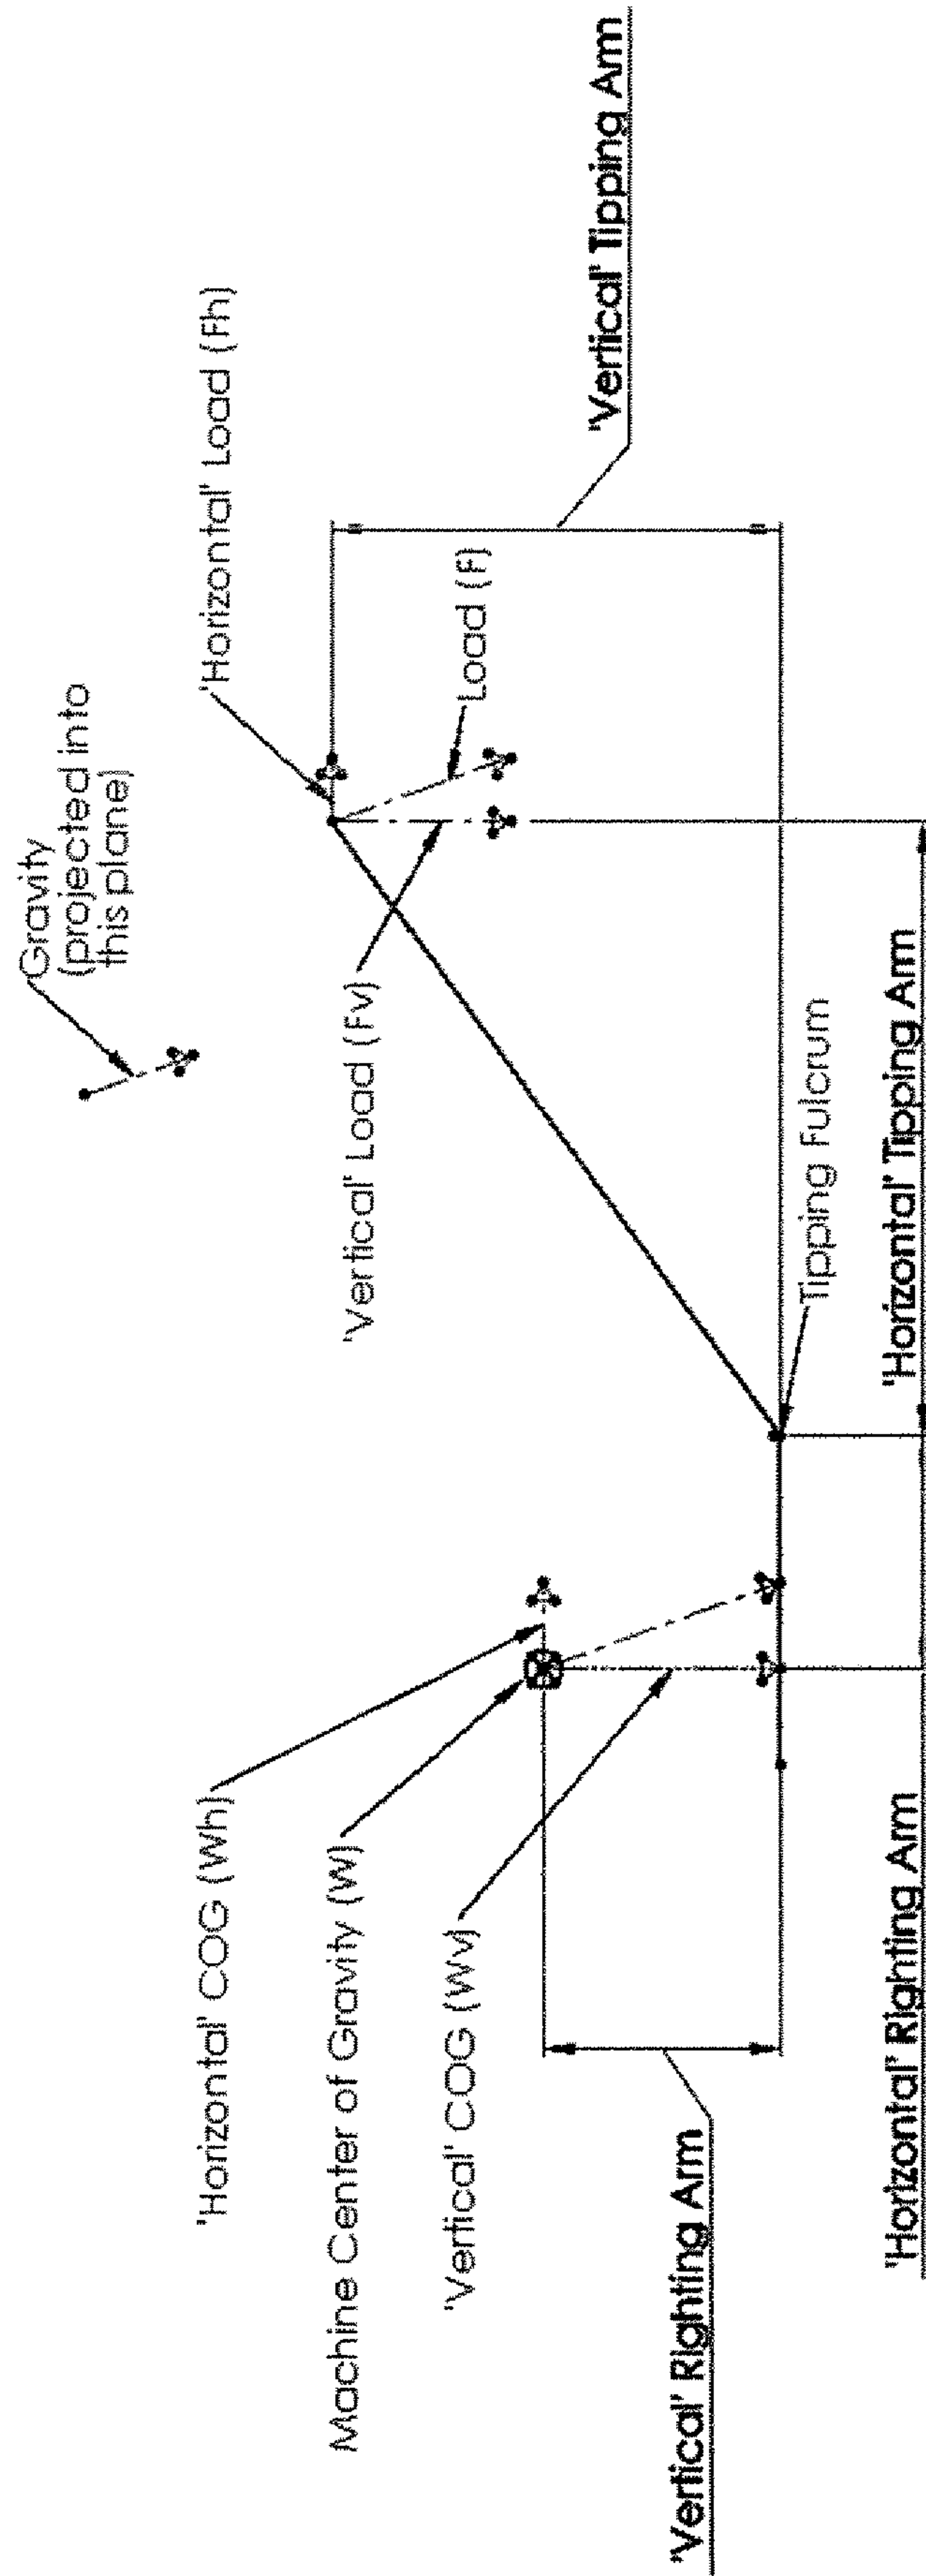 Gravity
(projected into
this plane)
'Horizontal' Load (Fh)
'Horizontal' COG (Wh)
Machine Center of Gravity (W)
'Vertical' Load (Fv)
Load (F)
'Vertical' COG (Wv)
'Vertical' Tipping Arm
'Vertical' Righting Arm
Tipping Fulcrum
'Horizontal' Righting Arm
'Horizontal' Tipping Arm